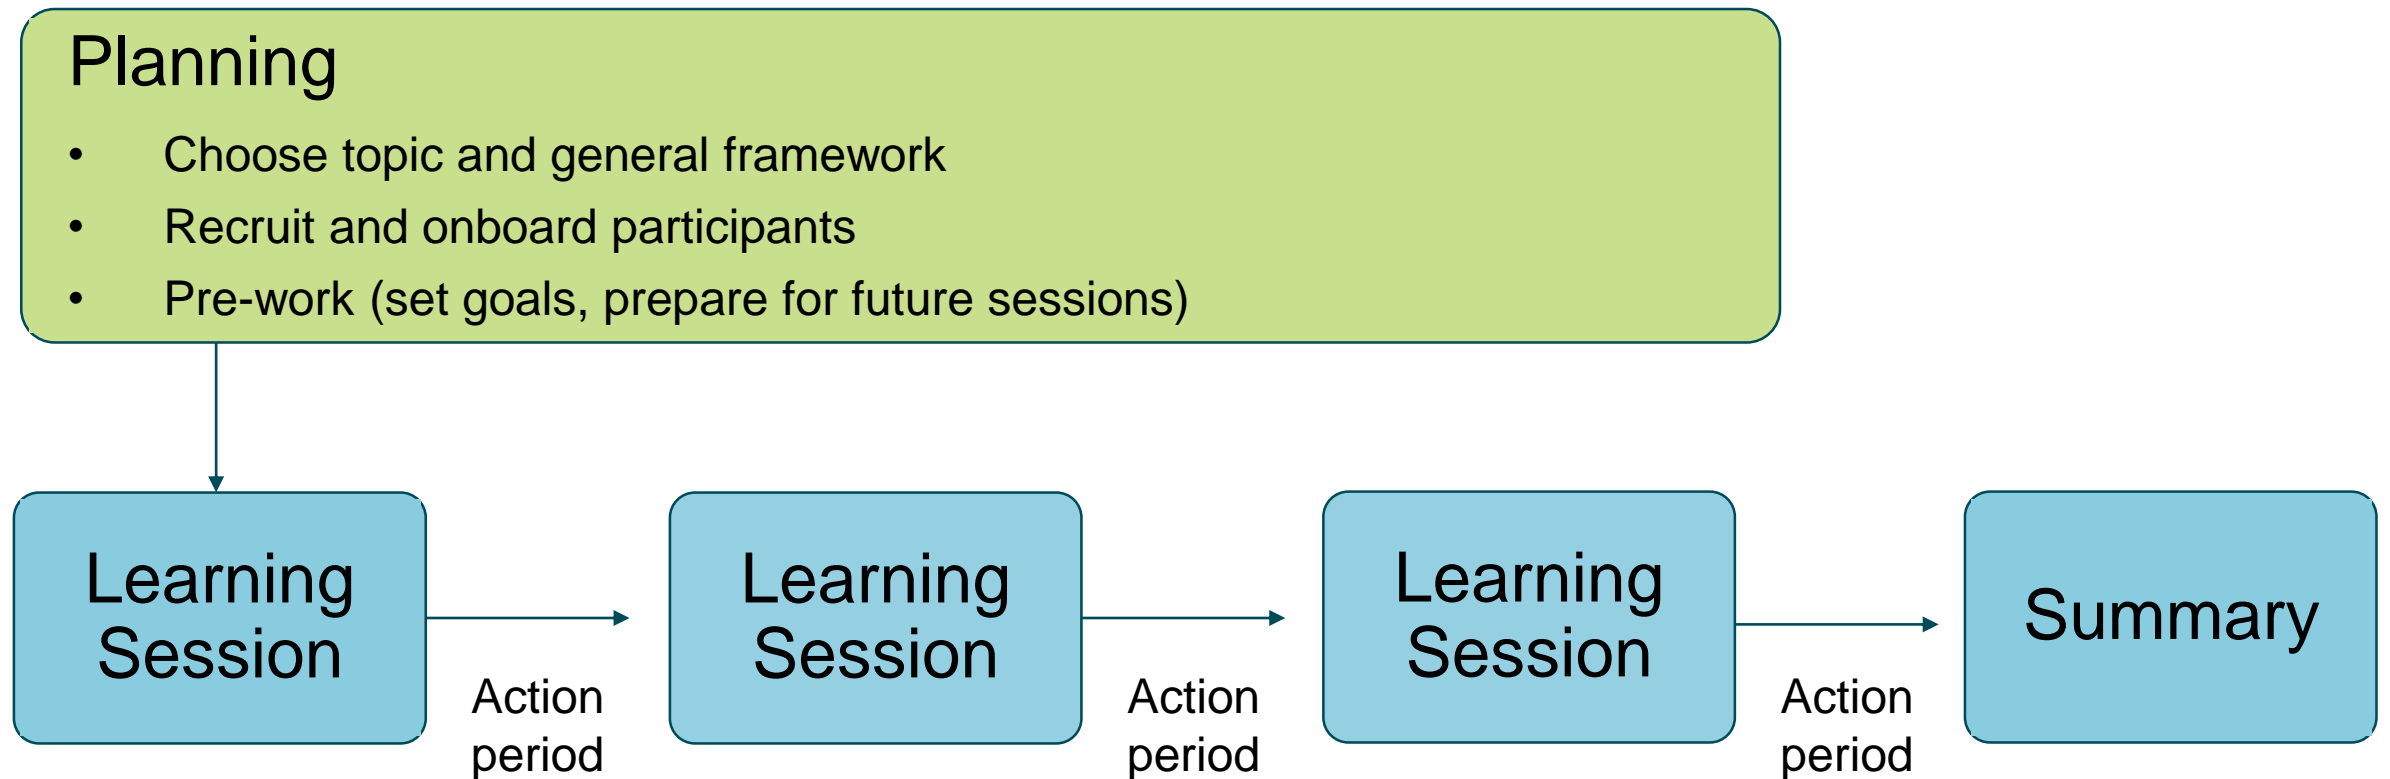 Planning
• Choose topic and general framework
• Recruit and onboard participants
• Pre-work (set goals, prepare for future sessions)
Learning
Session
Action
period
Learning
Session
Action
period
Learning
Session
Action
period
Summary